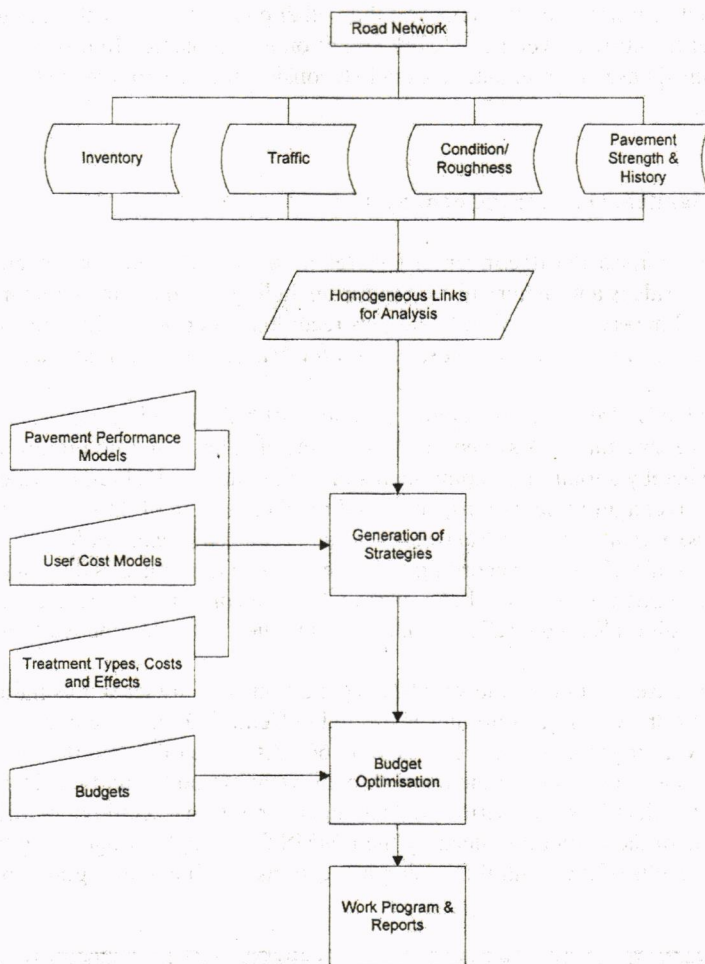 Road Network
Inventory
Traffic
Condition/
Roughness
Pavement
Strength &
History
Homogeneous Links
for Analysis
Pavement Performance
Models
User Cost Models
Generation of
Strategies
Treatment Types, Costs
and Effects
Budgets
Budget
Optimisation
Work Program &
Reports